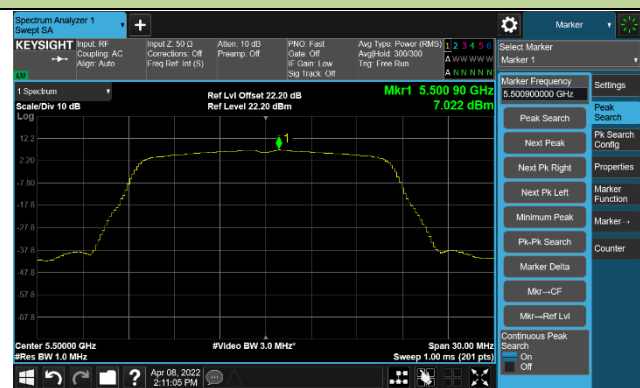 Spectrum Analyzer 1
Swept SA
+
Marker
KEYSIGHT
Input: RF
Coupling: AC
Align: Auto
Input Z: 50 Ω
Corrections: Off
Freq Ref: Int (S)
Atten: 10 dB
Preamp: Off
PNO: Fast
Gate: Off
IF Gain: Low
Sig Track: Off
Avg Type: Power (RMS)
Avg|Hold: 300/300
Trig: Free Run
1 2 3 4 5 6
A W W W W W
A N N N N N
LXI
Select Marker
Marker 1
1 Spectrum
Scale/Div 10 dB
Log
Ref Lvl Offset 22.20 dB
Ref Level 22.20 dBm
Mkr1 5.500 90 GHz
7.022 dBm
1
12.2
2.20
-7.80
-17.8
-27.8
-37.8
-47.8
-57.8
-67.8
Center 5.50000 GHz
#Res BW 1.0 MHz
#Video BW 3.0 MHz*
Span 30.00 MHz
Sweep 1.00 ms (201 pts)
Marker Frequency
5.500900000 GHz
Peak Search
Next Peak
Next Pk Right
Next Pk Left
Minimum Peak
Pk-Pk Search
Marker Delta
Mkr→CF
Mkr→Ref Lvl
Continuous Peak
Search
On
Off
Settings
Peak
Search
Pk Search
Config
Properties
Marker
Function
Marker→
Counter
?
Apr 08, 2022
2:11:05 PM